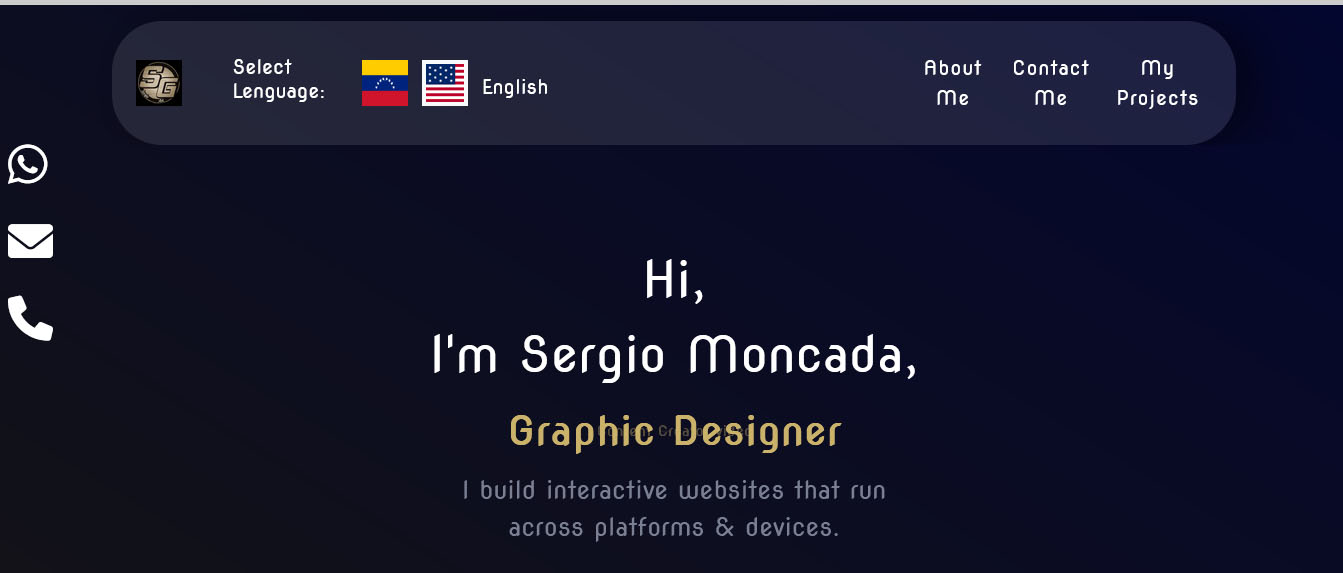 SG
Select
Lenguage:
English
About
Me
Contact
Me
My
Projects
Hi,
I'm Sergio Moncada,
Graphic Designer
I build interactive websites that run
across platforms & devices.